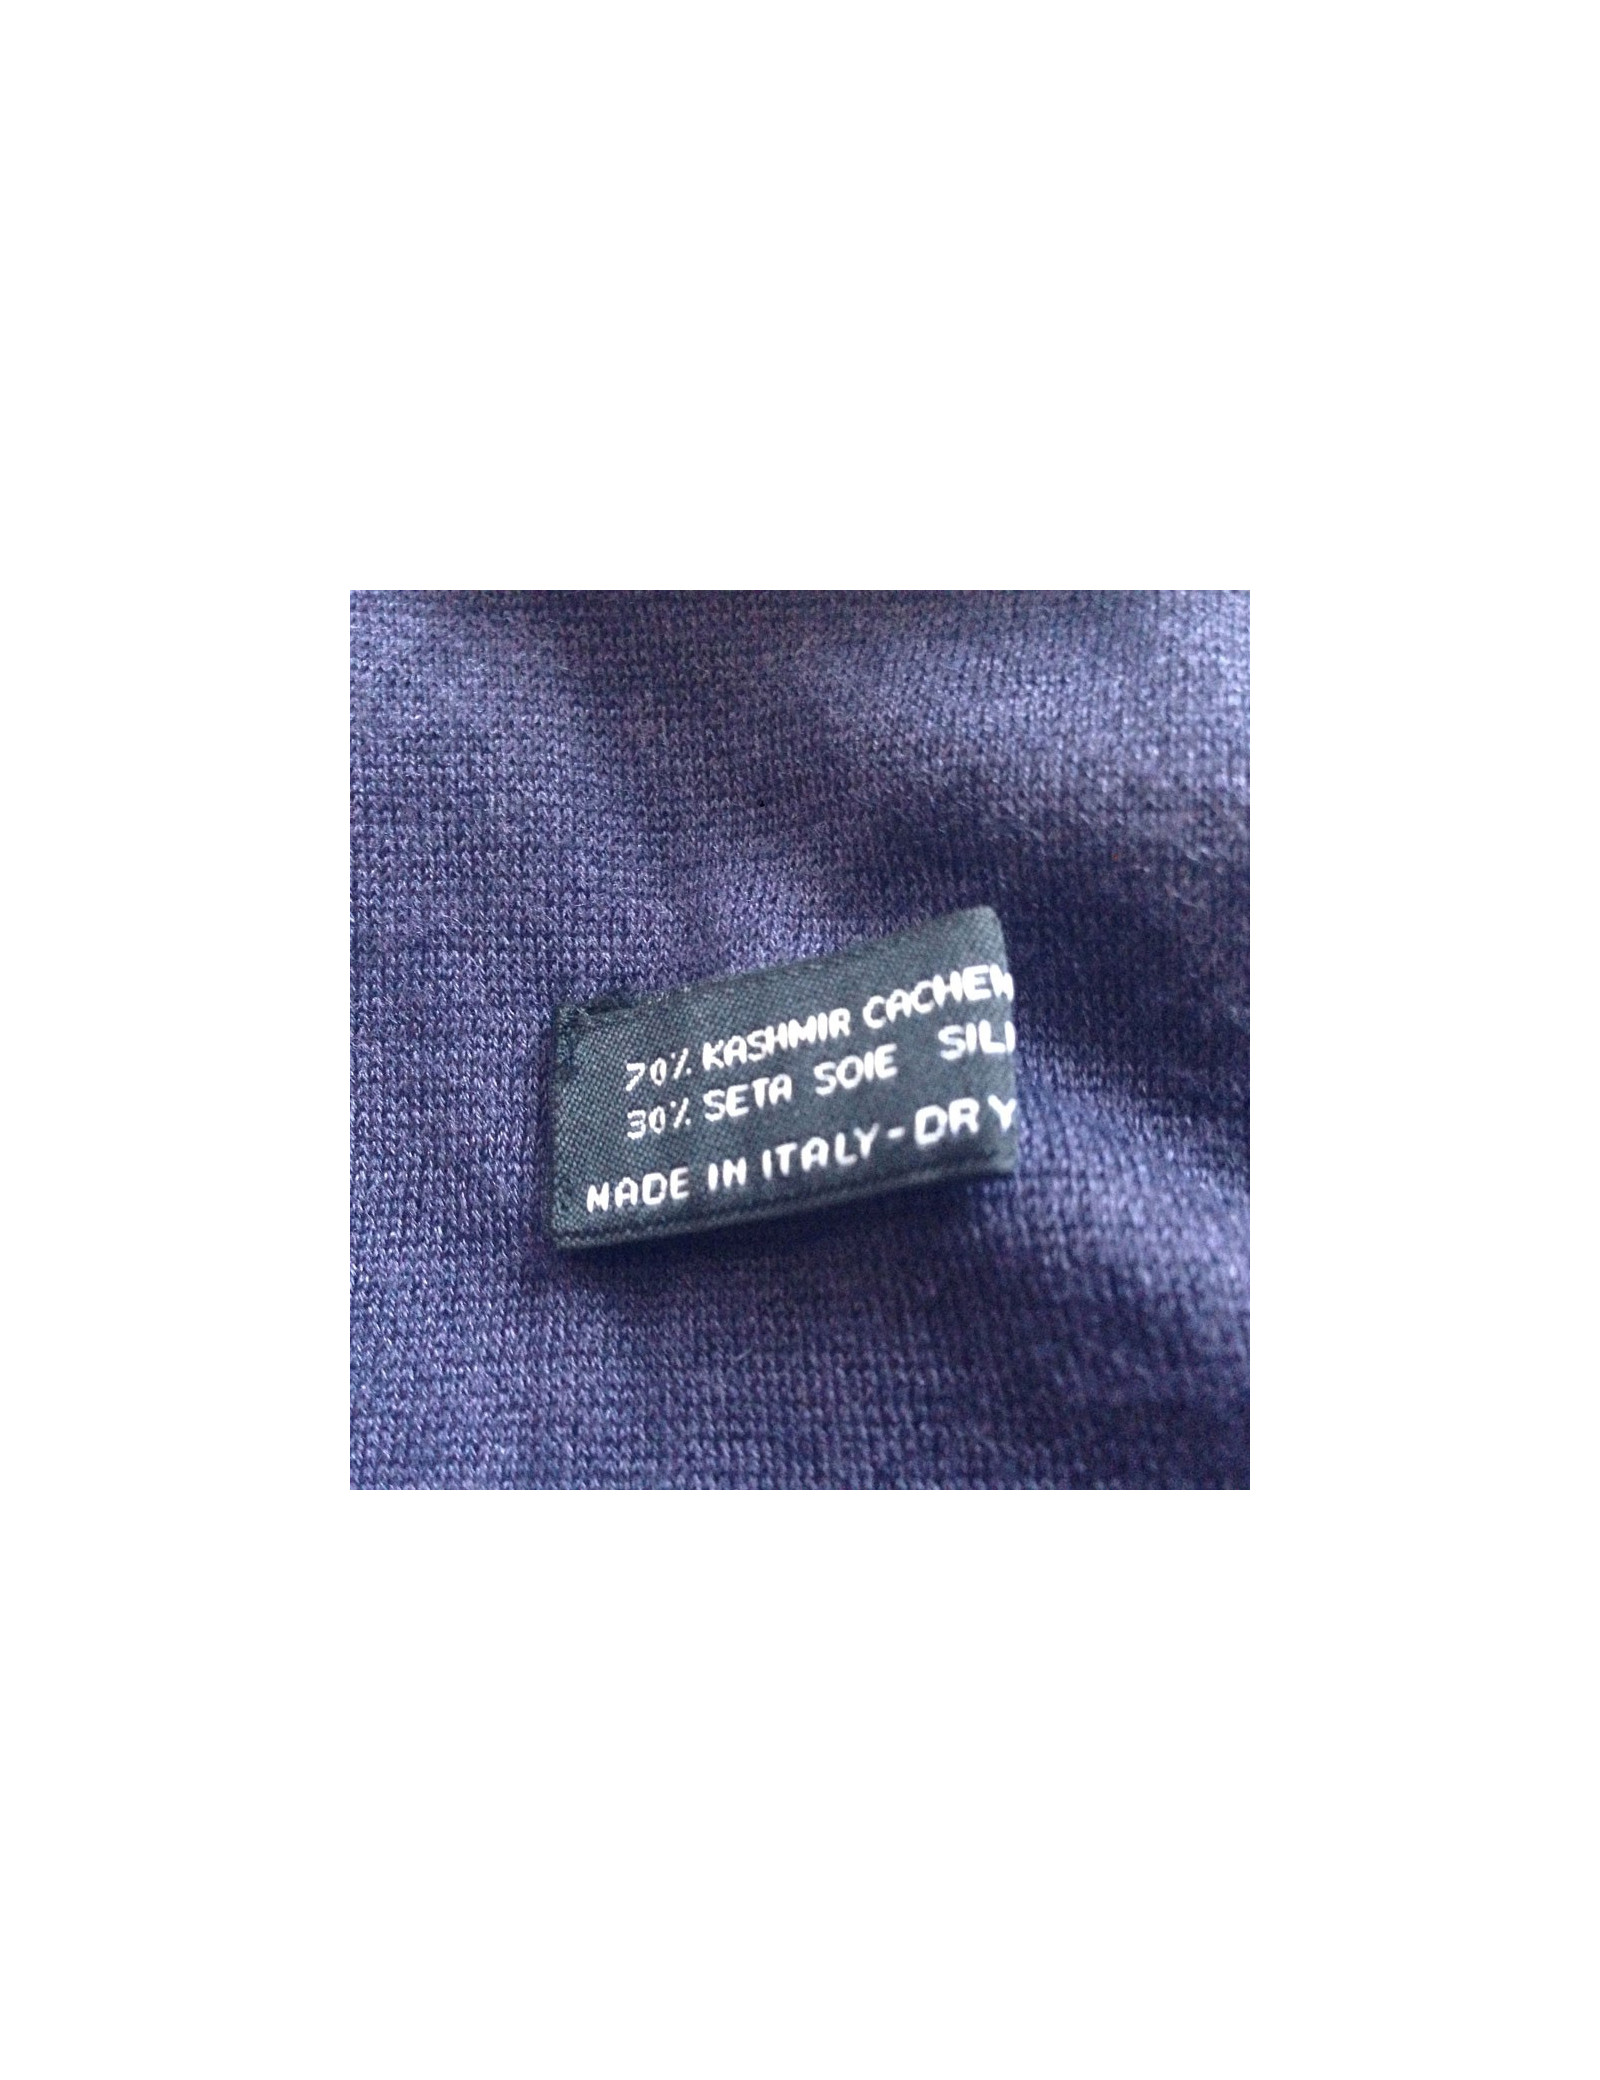 70% KASHMIR CACHEM
30% SETA SOIE SIL
MADE IN ITALY-DRY